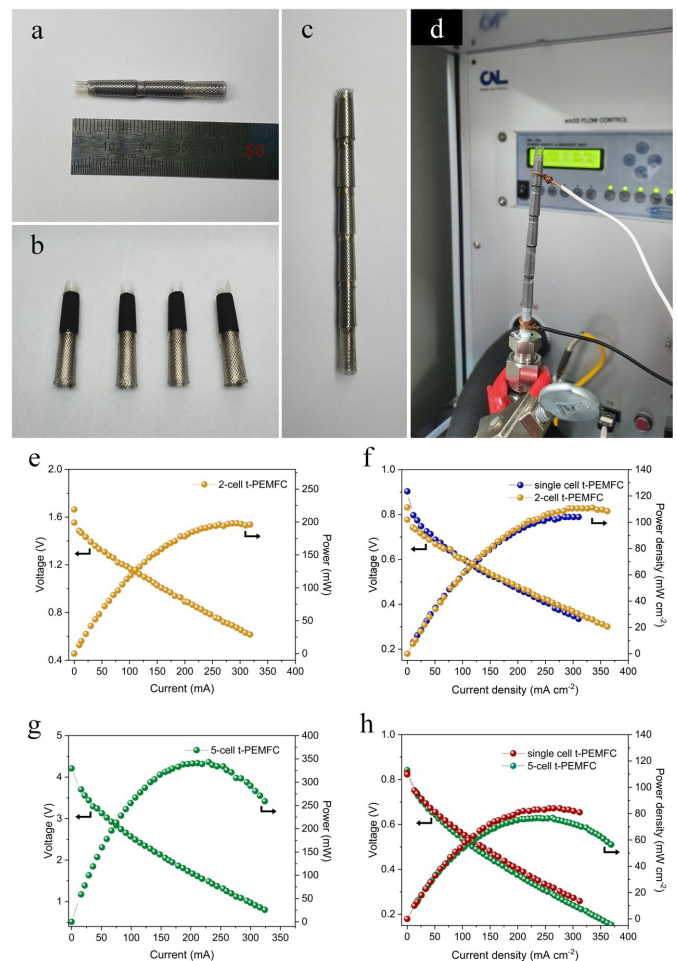 a
c
d
CNL
MASS FLOW CONTROL
10 20 30 50
b
e
2-cell t-PEMFC
2.0
1.6
1.2
0.8
0.4
Voltage (V)
0 50 100 150 200 250 300 350 400
Current (mA)
250
200
150
100
50
0
Power (mW)
f
single cell t-PEMFC
2-cell t-PEMFC
1.0
0.8
0.6
0.4
0.2
Voltage (V)
0 50 100 150 200 250 300 350 400
Current density (mA cm⁻²)
140
120
100
80
60
40
20
0
Power density (mW cm⁻²)
g
5-cell t-PEMFC
5
4
3
2
1
Voltage (V)
0 50 100 150 200 250 300 350
Current (mA)
400
350
300
250
200
150
100
50
0
Power (mW)
h
single cell t-PEMFC
5-cell t-PEMFC
1.0
0.8
0.6
0.4
0.2
Voltage (V)
0 50 100 150 200 250 300 350 400
Current density (mA cm⁻²)
140
120
100
80
60
40
20
0
Power density (mW cm⁻²)